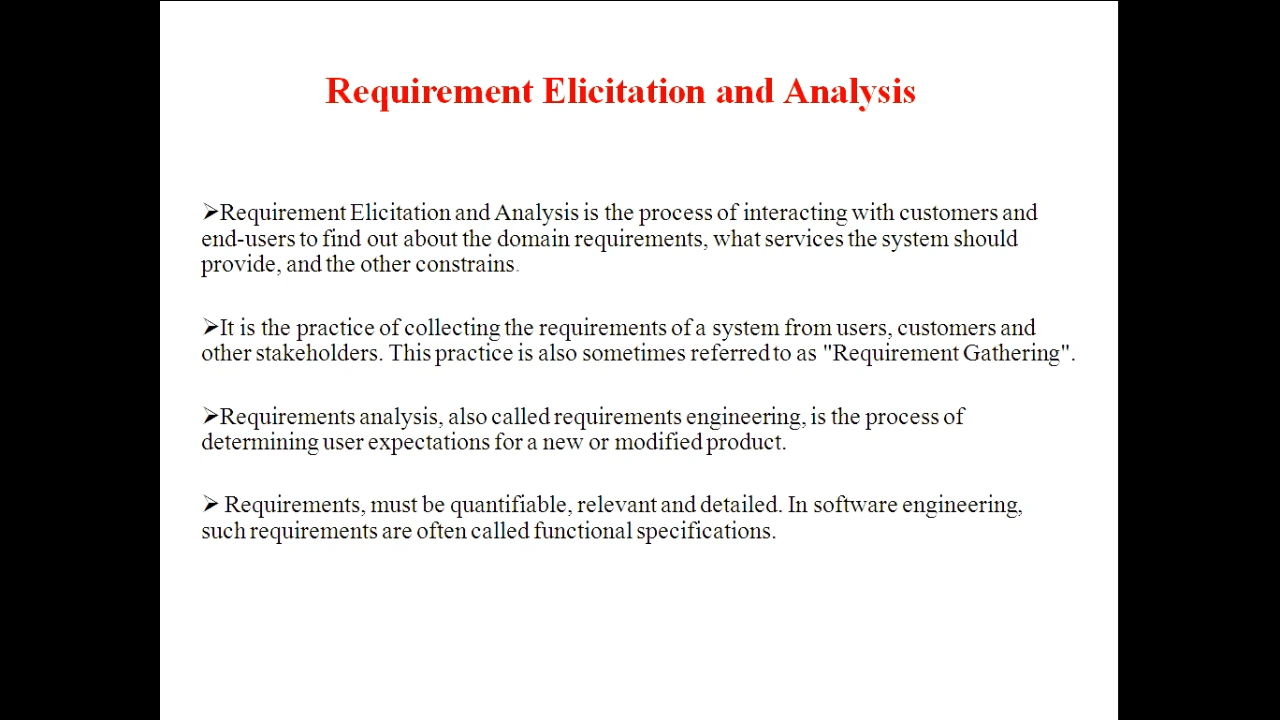 Requirement Elicitation and Analysis
➢Requirement Elicitation and Analysis is the process of interacting with customers and
end-users to find out about the domain requirements, what services the system should
provide, and the other constrains.
➢It is the practice of collecting the requirements of a system from users, customers and
other stakeholders. This practice is also sometimes referred to as "Requirement Gathering".
➢Requirements analysis, also called requirements engineering, is the process of
determining user expectations for a new or modified product.
➢ Requirements, must be quantifiable, relevant and detailed. In software engineering,
such requirements are often called functional specifications.